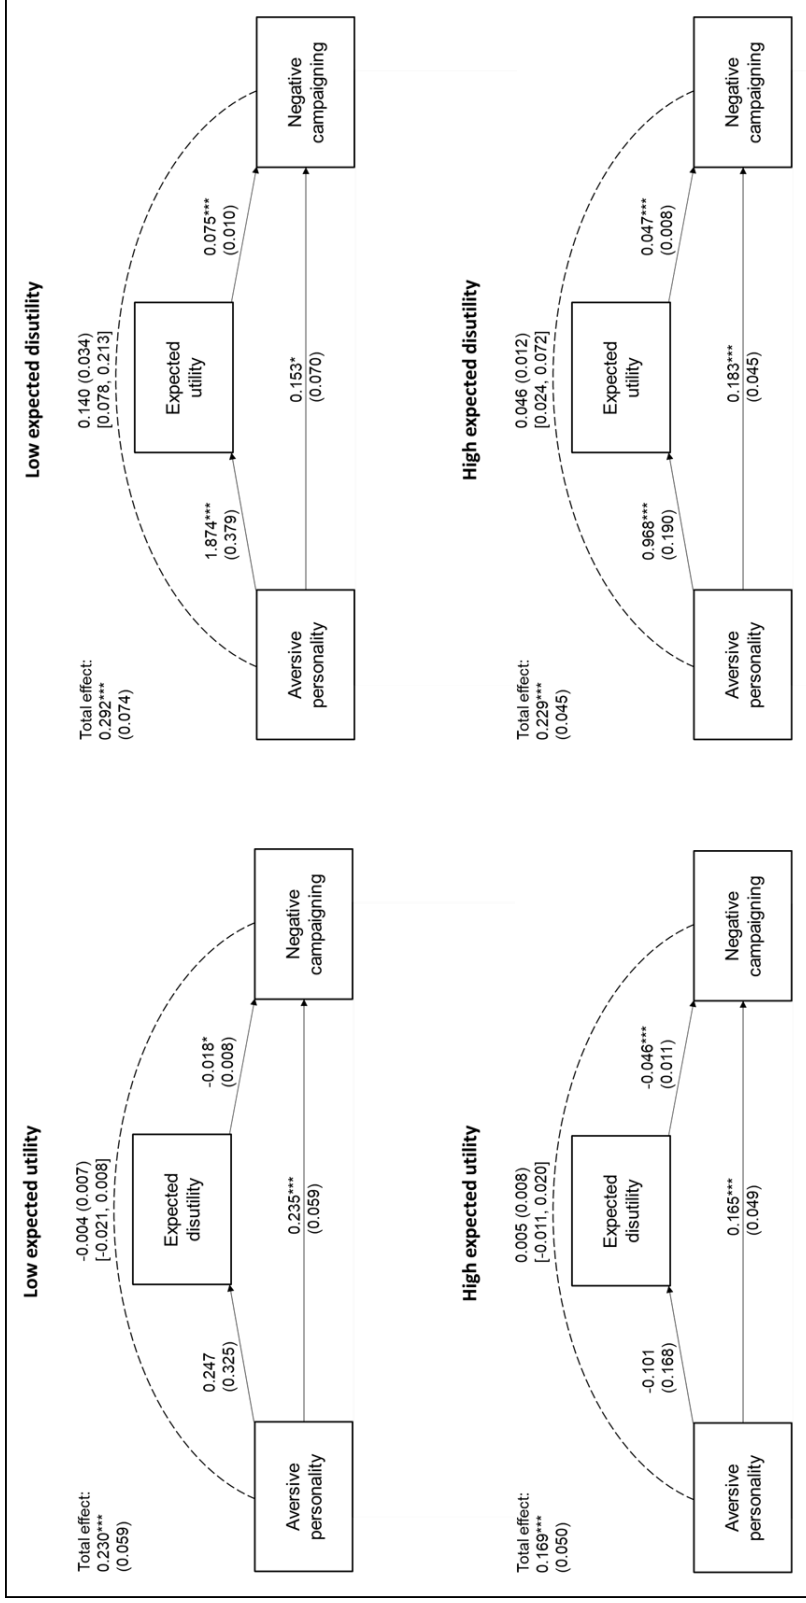 Low expected utility
Total effect:
0.230***
(0.059)
-0.004 (0.007)
[-0.021, 0.008]
Expected
disutility
0.247
(0.325)
-0.018*
(0.008)
Aversive
personality
0.235***
(0.059)
Negative
campaigning
Low expected disutility
Total effect:
0.292***
(0.074)
0.140 (0.034)
[0.078, 0.213]
Expected
utility
1.874***
(0.379)
0.075***
(0.010)
Aversive
personality
0.153*
(0.070)
Negative
campaigning
High expected utility
Total effect:
0.169***
(0.050)
0.005 (0.008)
[-0.011, 0.020]
Expected
disutility
-0.101
(0.168)
-0.046***
(0.011)
Aversive
personality
0.165***
(0.049)
Negative
campaigning
High expected disutility
Total effect:
0.229***
(0.045)
0.046 (0.012)
[0.024, 0.072]
Expected
utility
0.968***
(0.190)
0.047***
(0.008)
Aversive
personality
0.183***
(0.045)
Negative
campaigning